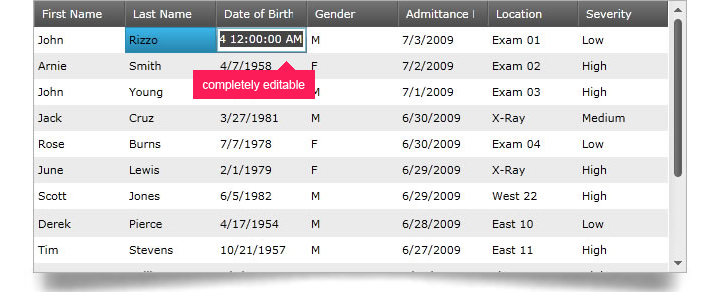 First Name Last Name Date of Birth Gender Admittance Location Severity
John Rizzo 4 12:00:00 AM M 7/3/2009 Exam 01 Low
Arnie Smith 4/7/1958 F 7/2/2009 Exam 02 High
completely editable
John Young M 7/1/2009 Exam 03 High
Jack Cruz 3/27/1981 M 6/30/2009 X-Ray Medium
Rose Burns 7/7/1978 F 6/30/2009 Exam 04 Low
June Lewis 2/1/1979 F 6/29/2009 X-Ray High
Scott Jones 6/5/1982 M 6/29/2009 West 22 High
Derek Pierce 4/17/1954 M 6/28/2009 East 10 Low
Tim Stevens 10/21/1957 M 6/27/2009 East 11 High